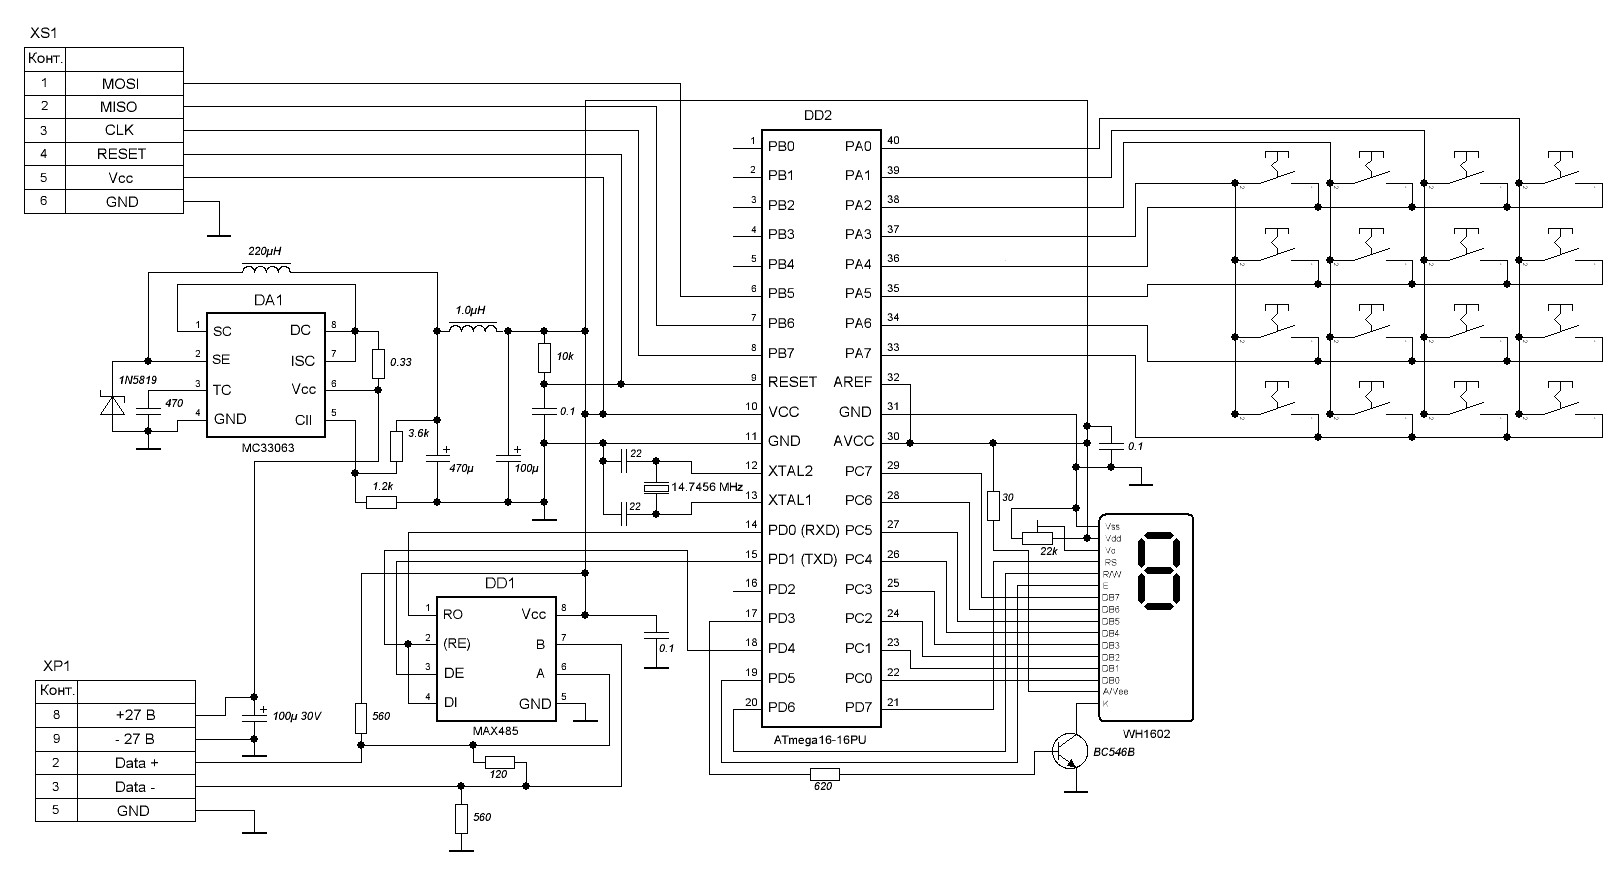 XS1
Конт.
1 MOSI
2 MISO
3 CLK
4 RESET
5 Vcc
6 GND
220µH
DA1
1 SC DC 8
2 SE ISC 7
3 TC Vcc 6
4 GND CII 5
MC33063
1N5819
470
0.33
3.6k
1.2k
470µ
1.0µH
100µ
10k
0.1
22
14.7456 MHz
22
DD2
1 PB0 PA0 40
2 PB1 PA1 39
3 PB2 PA2 38
4 PB3 PA3 37
5 PB4 PA4 36
6 PB5 PA5 35
7 PB6 PA6 34
8 PB7 PA7 33
9 RESET AREF 32
10 VCC GND 31
11 GND AVCC 30
12 XTAL2 PC7 29
13 XTAL1 PC6 28
14 PD0 (RXD) PC5 27
15 PD1 (TXD) PC4 26
16 PD2 PC3 25
17 PD3 PC2 24
18 PD4 PC1 23
19 PD5 PC0 22
20 PD6 PD7 21
ATmega16-16PU
0.1
30
22k
Vss
Vdd
Vo
RS
R/W
E
DB7
DB6
DB5
DB4
DB3
DB2
DB1
DB0
A/Vee
K
8
WH1602
BC546B
620
DD1
1 RO Vcc 8
2 (RE) B 7
3 DE A 6
4 DI GND 5
MAX485
0.1
560
120
560
XP1
Конт.
8 +27 В
9 - 27 В
2 Data +
3 Data -
5 GND
100µ 30V